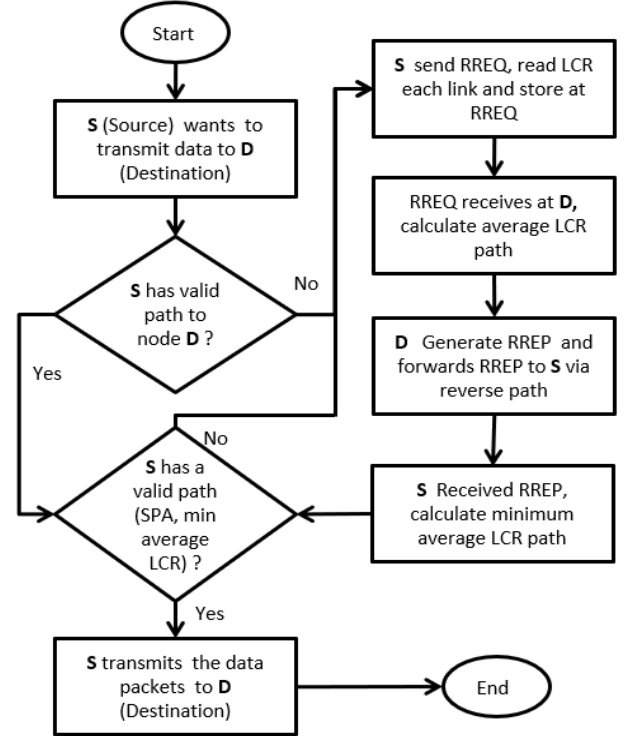 Start
S (Source) wants to
transmit data to D
(Destination)
S has valid
path to
node D ?
No
Yes
S send RREQ, read LCR
each link and store at
RREQ
RREQ receives at D,
calculate average LCR
path
D Generate RREP and
forwards RREP to S via
reverse path
S Received RREP,
calculate minimum
average LCR path
No
S has a
valid path
(SPA, min
average
LCR) ?
Yes
S transmits the data
packets to D
(Destination)
End